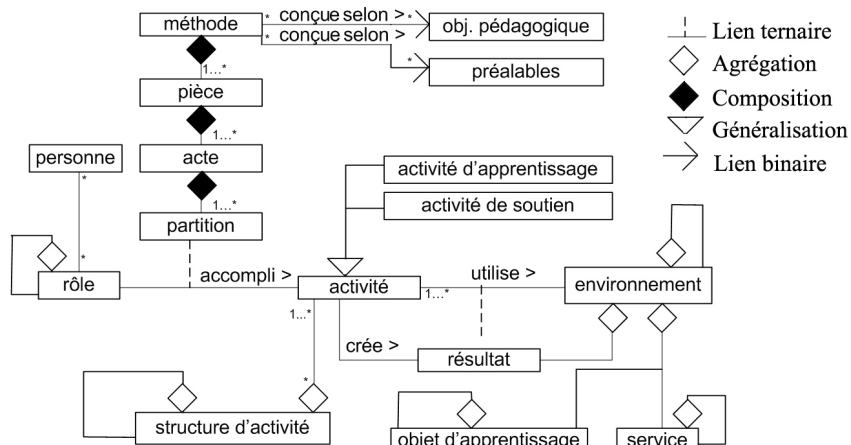 méthode
* conçue selon > *
* conçue selon >
*
obj. pédagogique
préalables
1...*
pièce
1...*
personne
*
acte
1...*
partition
*
rôle
accompli >
activité d'apprentissage
activité de soutien
activité
1...*
utilise >
environnement
1...*
crée >
résultat
*
structure d'activité
objet d'apprentissage
service
Lien ternaire
Agrégation
Composition
Généralisation
Lien binaire